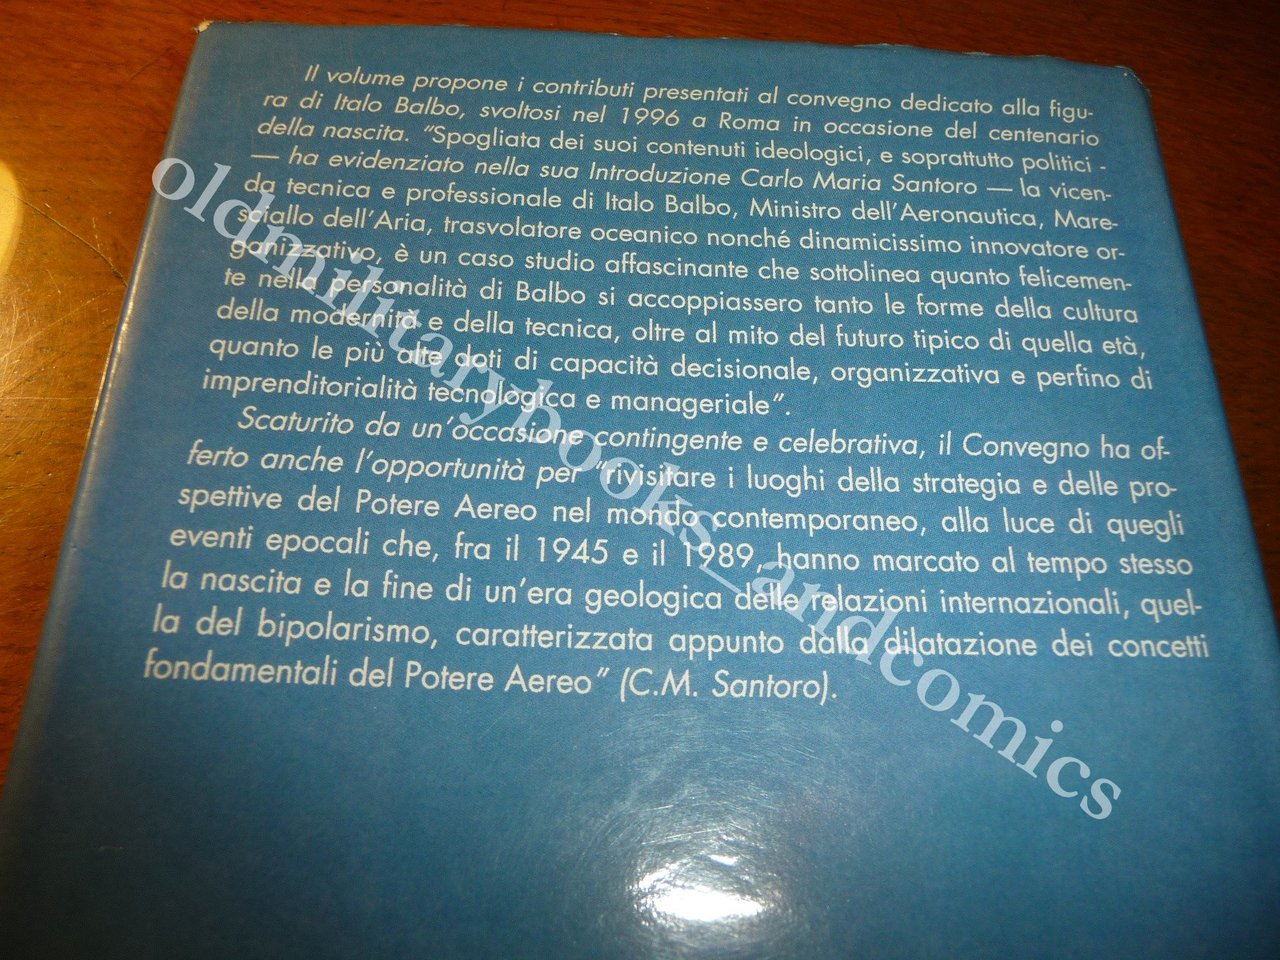 Il volume propone i contributi presentati al convegno dedicato alla figu-
ra di Italo Balbo, svoltosi nel 1996 a Roma in occasione del centenario
della nascita. "Spogliata dei suoi contenuti ideologici, e soprattutto politici -
— ha evidenziato nella sua Introduzione Carlo Maria Santoro — la vicen-
da tecnica e professionale di Italo Balbo, Ministro dell'Aeronautica, Mare-
sciallo dell'Aria, trasvolatore oceanico nonché dinamicissimo innovatore or-
ganizzativo, è un caso studio affascinante che sottolinea quanto felicemen-
te nella personalità di Balbo si accoppiassero tanto le forme della cultura
della modernità e della tecnica, oltre al mito del futuro tipico di quella età,
quanto le più alte doti di capacità decisionale, organizzativa e perfino di
imprenditorialità tecnologica e manageriale".
Scaturito da un'occasione contingente e celebrativa, il Convegno ha of-
ferto anche l'opportunità per "rivisitare i luoghi della strategia e delle pro-
spettive del Potere Aereo nel mondo contemporaneo, alla luce di quegli
eventi epocali che, fra il 1945 e il 1989, hanno marcato al tempo stesso
la nascita e la fine di un'era geologica delle relazioni internazionali, quel-
la del bipolarismo, caratterizzata appunto dalla dilatazione dei concetti
fondamentali del Potere Aereo" (C.M. Santoro).
oldmilitarybooks_andcomics